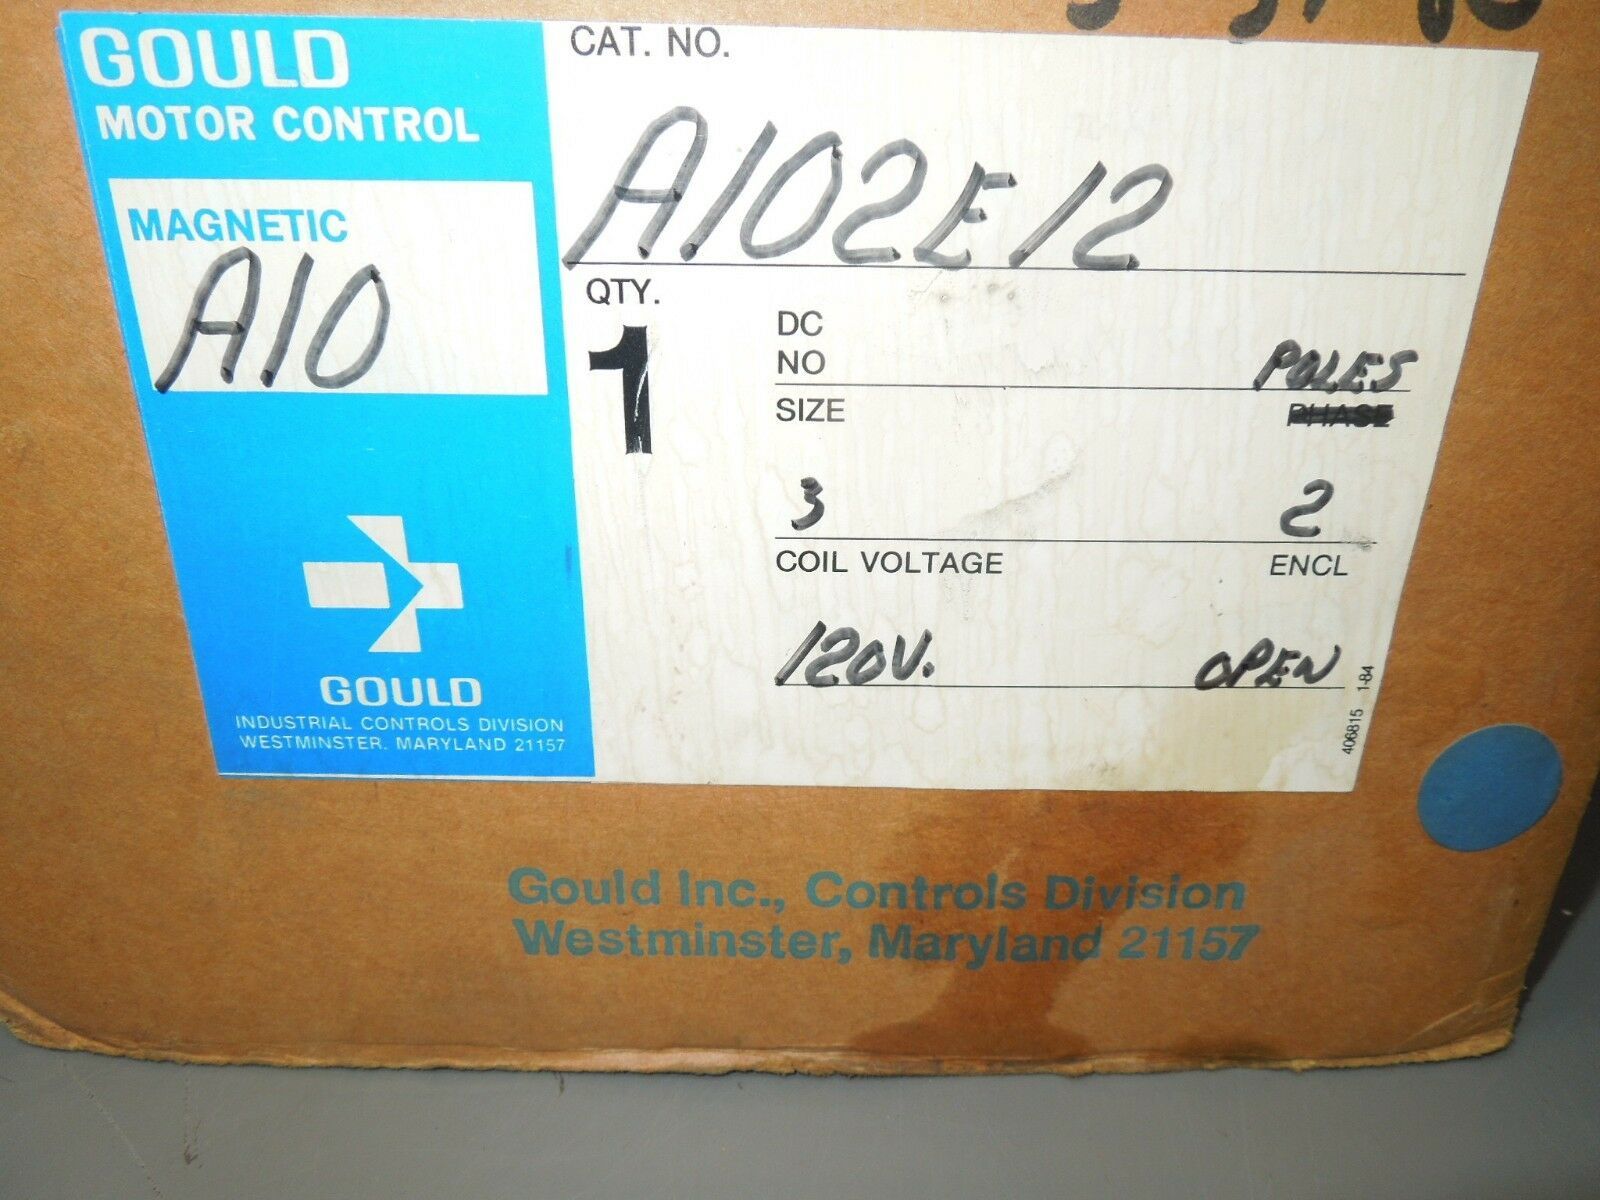 GOULD
MOTOR CONTROL
MAGNETIC
A10
GOULD
INDUSTRIAL CONTROLS DIVISION
WESTMINSTER, MARYLAND 21157
CAT. NO.
A102E12
QTY.
1
DC
NO
POLES
SIZE
PHASE
3
2
COIL VOLTAGE
ENCL
120V.
OPEN
406815 1-84
Gould Inc., Controls Division
Westminster, Maryland 21157